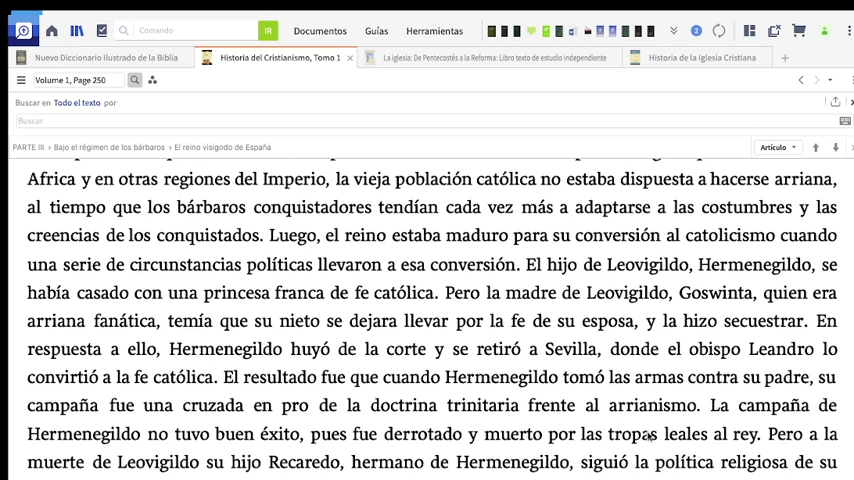 Comando
IR
Documentos
Guías
Herramientas
2
Nuevo Diccionario Ilustrado de la Biblia
Historia del Cristianismo, Tomo 1
La iglesia: De Pentecostés a la Reforma: Libro texto de estudio independiente
Historia de la Iglesia Cristiana
Volume 1, Page 250
Buscar en Todo el texto por
Buscar
PARTE III › Bajo el régimen de los bárbaros › El reino visigodo de España
Artículo
Africa y en otras regiones del Imperio, la vieja población católica no estaba dispuesta a hacerse arriana,
al tiempo que los bárbaros conquistadores tendían cada vez más a adaptarse a las costumbres y las
creencias de los conquistados. Luego, el reino estaba maduro para su conversión al catolicismo cuando
una serie de circunstancias políticas llevaron a esa conversión. El hijo de Leovigildo, Hermenegildo, se
había casado con una princesa franca de fe católica. Pero la madre de Leovigildo, Goswinta, quien era
arriana fanática, temía que su nieto se dejara llevar por la fe de su esposa, y la hizo secuestrar. En
respuesta a ello, Hermenegildo huyó de la corte y se retiró a Sevilla, donde el obispo Leandro lo
convirtió a la fe católica. El resultado fue que cuando Hermenegildo tomó las armas contra su padre, su
campaña fue una cruzada en pro de la doctrina trinitaria frente al arrianismo. La campaña de
Hermenegildo no tuvo buen éxito, pues fue derrotado y muerto por las tropas leales al rey. Pero a la
muerte de Leovigildo su hijo Recaredo, hermano de Hermenegildo, siguió la política religiosa de su